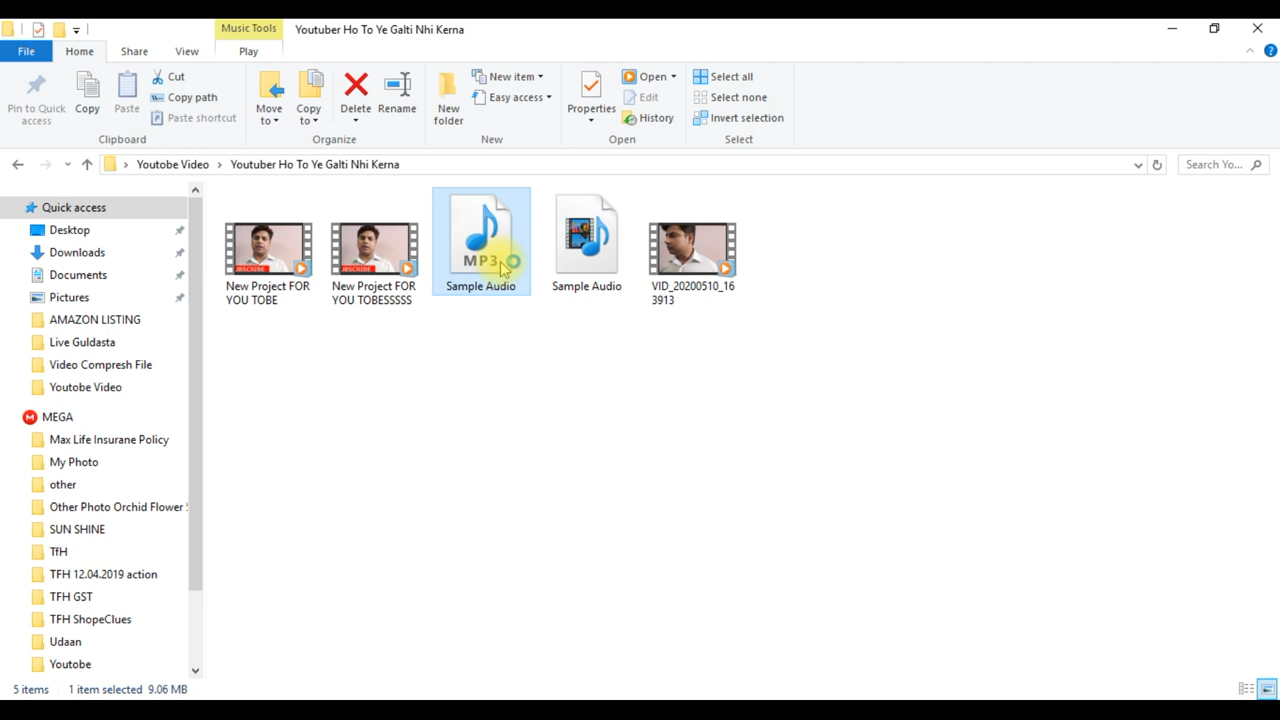 Music Tools
Youtuber Ho To Ye Galti Nhi Kerna
File
Home
Share
View
Play
Pin to Quick access
Copy
Paste
Cut
Copy path
Paste shortcut
Clipboard
Move to
Copy to
Delete
Rename
Organize
New folder
New item
Easy access
New
Properties
Open
Edit
History
Open
Select all
Select none
Invert selection
Select
Youtobe Video › Youtuber Ho To Ye Galti Nhi Kerna
Search Yo...
Quick access
Desktop
Downloads
Documents
Pictures
AMAZON LISTING
Live Guldasta
Video Compresh File
Youtobe Video
MEGA
Max Life Insurane Policy
My Photo
other
Other Photo Orchid Flower
SUN SHINE
TfH
TFH 12.04.2019 action
TFH GST
TFH ShopeClues
Udaan
Youtobe
JBSCRIBE
New Project FOR
YOU TOBE
JBSCRIBE
New Project FOR
YOU TOBESSSSS
MP3
Sample Audio
Sample Audio
VID_20200510_16
3913
5 items
1 item selected 9.06 MB